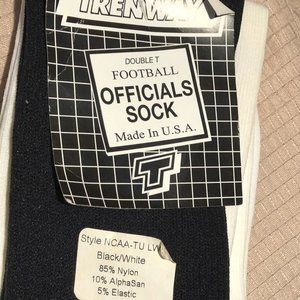 TRENWAY
DOUBLE T
FOOTBALL
OFFICIALS
SOCK
Made In U.S.A.
T
Style NCAA-TU LW
Black/White
85% Nylon
10% AlphaSan
5% Elastic